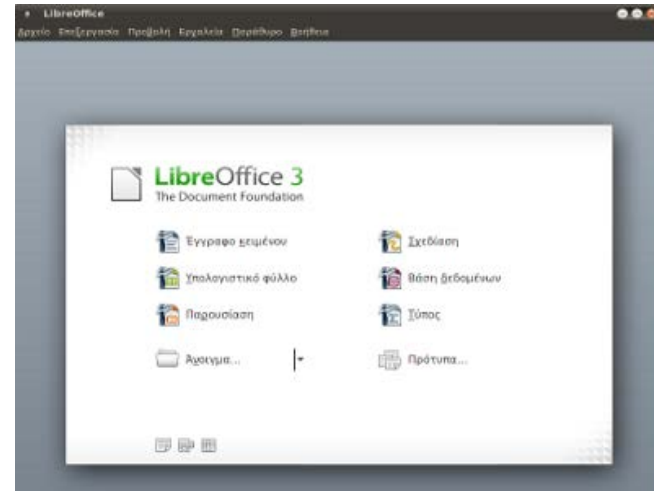 LibreOffice
Αρχείο Επεξεργασία Προβολή Εργαλεία Παράθυρο Βοήθεια
LibreOffice 3
The Document Foundation
Έγγραφο κειμένου
Σχεδίαση
Υπολογιστικό φύλλο
Βάση δεδομένων
Παρουσίαση
Τύπος
Άνοιγμα...
Πρότυπα...